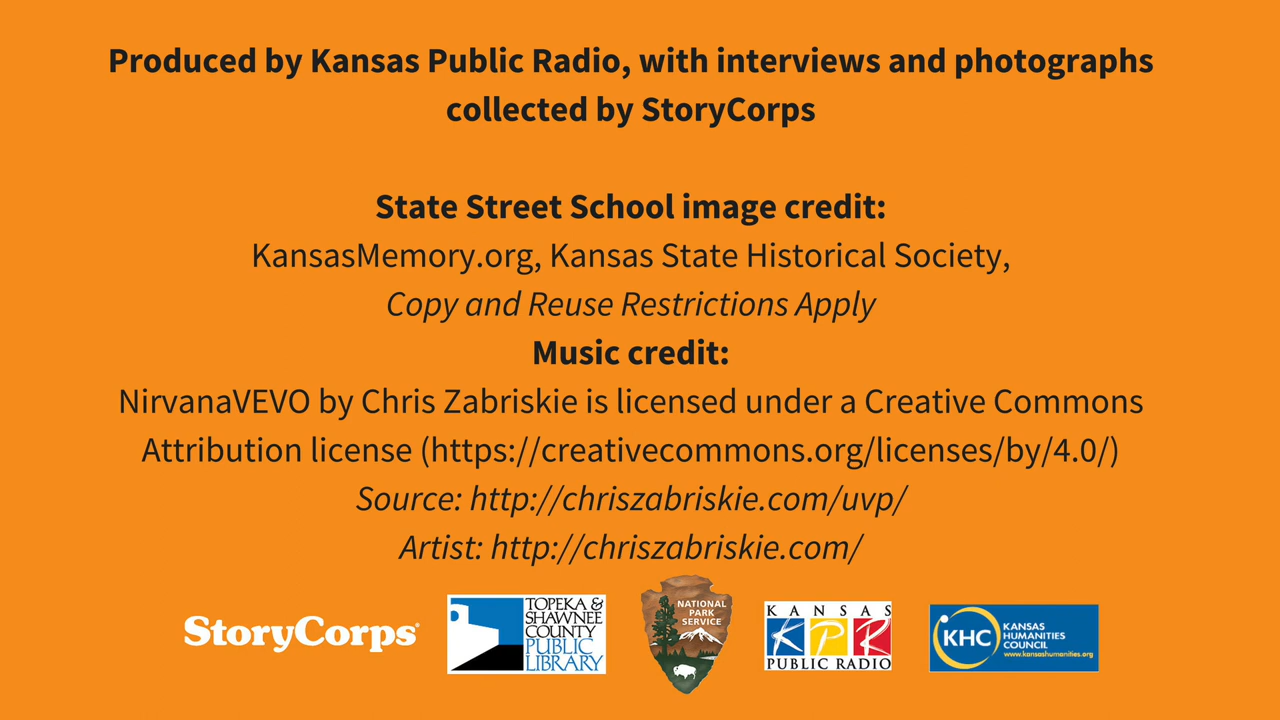 Produced by Kansas Public Radio, with interviews and photographs
collected by StoryCorps
State Street School image credit:
KansasMemory.org, Kansas State Historical Society,
Copy and Reuse Restrictions Apply
Music credit:
NirvanaVEVO by Chris Zabriskie is licensed under a Creative Commons
Attribution license (https://creativecommons.org/licenses/by/4.0/)
Source: http://chriszabriskie.com/uvp/
Artist: http://chriszabriskie.com/
StoryCorps
TOPEKA &
SHAWNEE
COUNTY
PUBLIC
LIBRARY
NATIONAL
PARK
SERVICE
KANSAS
KPR
PUBLIC RADIO
KHC
KANSAS
HUMANITIES
COUNCIL
www.kansashumanities.org